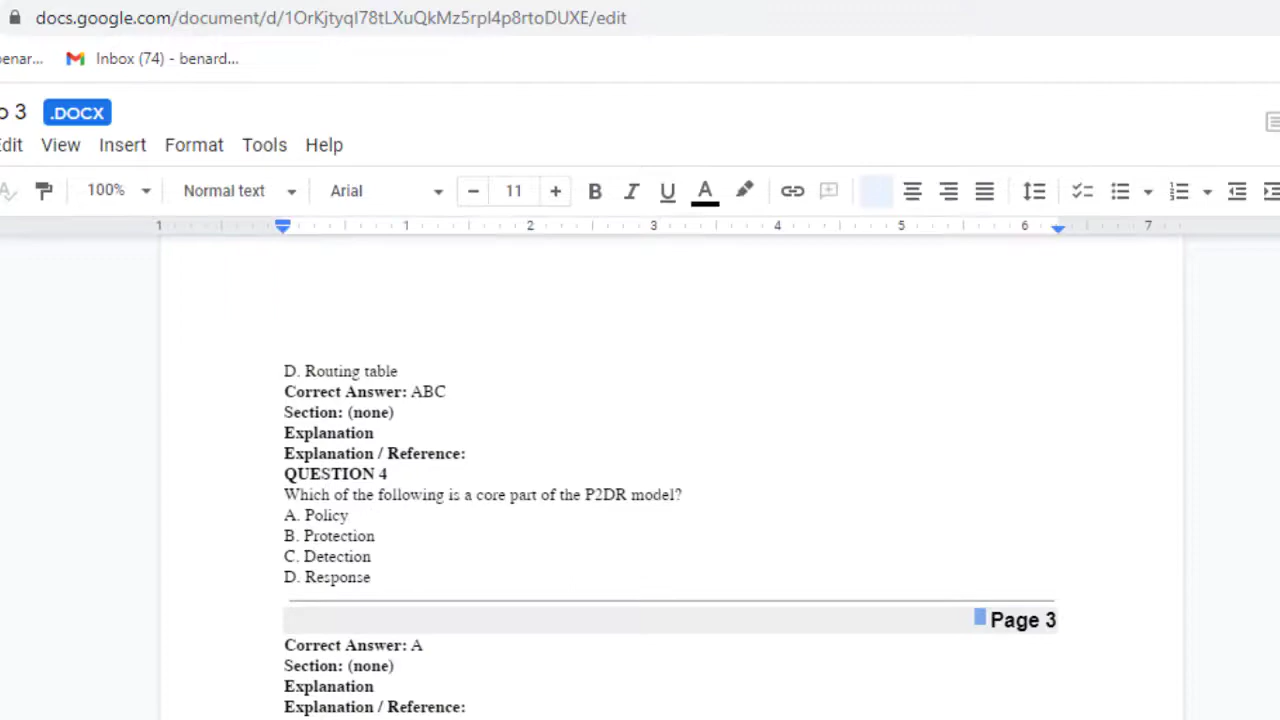 docs.google.com/document/d/1OrKjtyql78tLXuQkMz5rpl4p8rtoDUXE/edit
enar... Inbox (74) - benard...
o 3 .DOCX
dit View Insert Format Tools Help
100% Normal text Arial − 11 + B I U A
1 1 2 3 4 5 6 7
D. Routing table
Correct Answer: ABC
Section: (none)
Explanation
Explanation / Reference:
QUESTION 4
Which of the following is a core part of the P2DR model?
A. Policy
B. Protection
C. Detection
D. Response
Page 3
Correct Answer: A
Section: (none)
Explanation
Explanation / Reference: